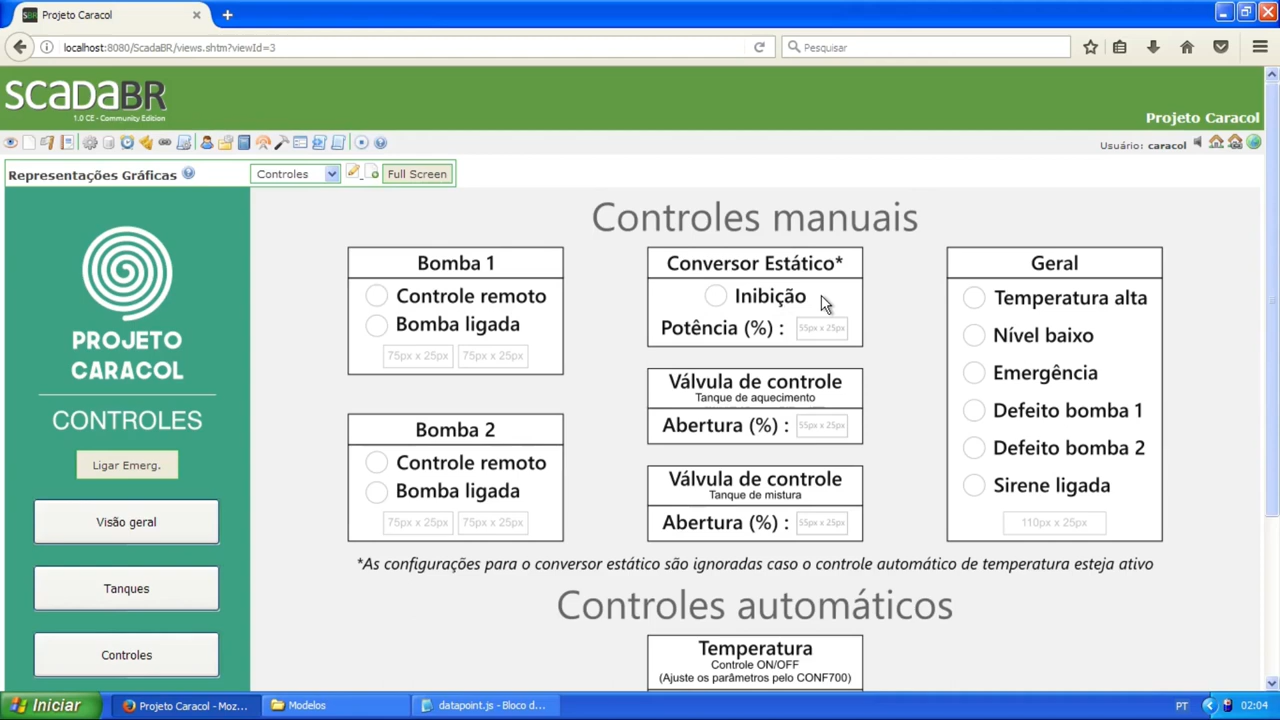 Projeto Caracol
localhost:8080/ScadaBR/views.shtm?viewId=3
Pesquisar
SCADABR
1.0 CE - Community Edition
Projeto Caracol
Usuário: caracol
Representações Gráficas
Controles
Full Screen
PROJETO
CARACOL
CONTROLES
Ligar Emerg.
Visão geral
Tanques
Controles
Controles manuais
Bomba 1
Controle remoto
Bomba ligada
75px x 25px
75px x 25px
Bomba 2
Controle remoto
Bomba ligada
75px x 25px
75px x 25px
Conversor Estático*
Inibição
Potência (%) :
55px x 25px
Válvula de controle
Tanque de aquecimento
Abertura (%) :
55px x 25px
Válvula de controle
Tanque de mistura
Abertura (%) :
55px x 25px
Geral
Temperatura alta
Nível baixo
Emergência
Defeito bomba 1
Defeito bomba 2
Sirene ligada
110px x 25px
*As configurações para o conversor estático são ignoradas caso o controle automático de temperatura esteja ativo
Controles automáticos
Temperatura
Controle ON/OFF
(Ajuste os parâmetros pelo CONF700)
Iniciar
Projeto Caracol - Moz...
Modelos
datapoint.js - Bloco d...
PT
02:04